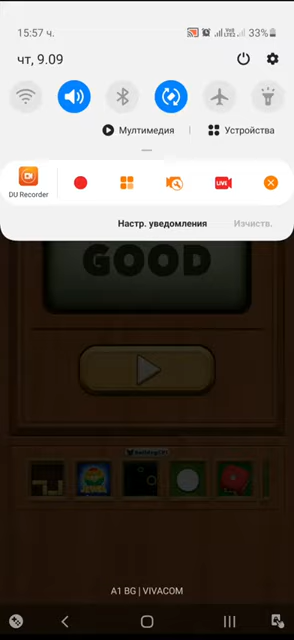 15:57 ч.
33%
чт, 9.09
Мултимедия
Устройства
DU Recorder
LIVE
Настр. уведомления
Изчиств.
GOOD
A1 BG | VIVACOM